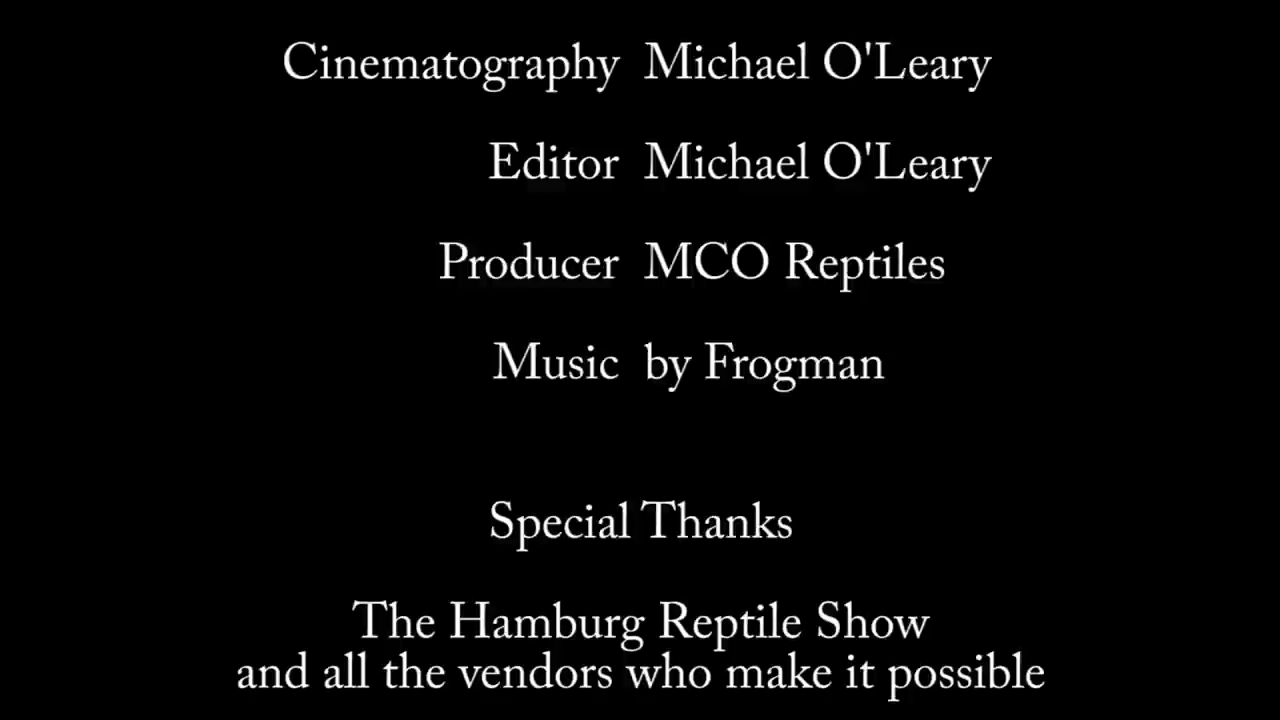 Cinematography Michael O'Leary
Editor Michael O'Leary
Producer MCO Reptiles
Music by Frogman
Special Thanks
The Hamburg Reptile Show
and all the vendors who make it possible